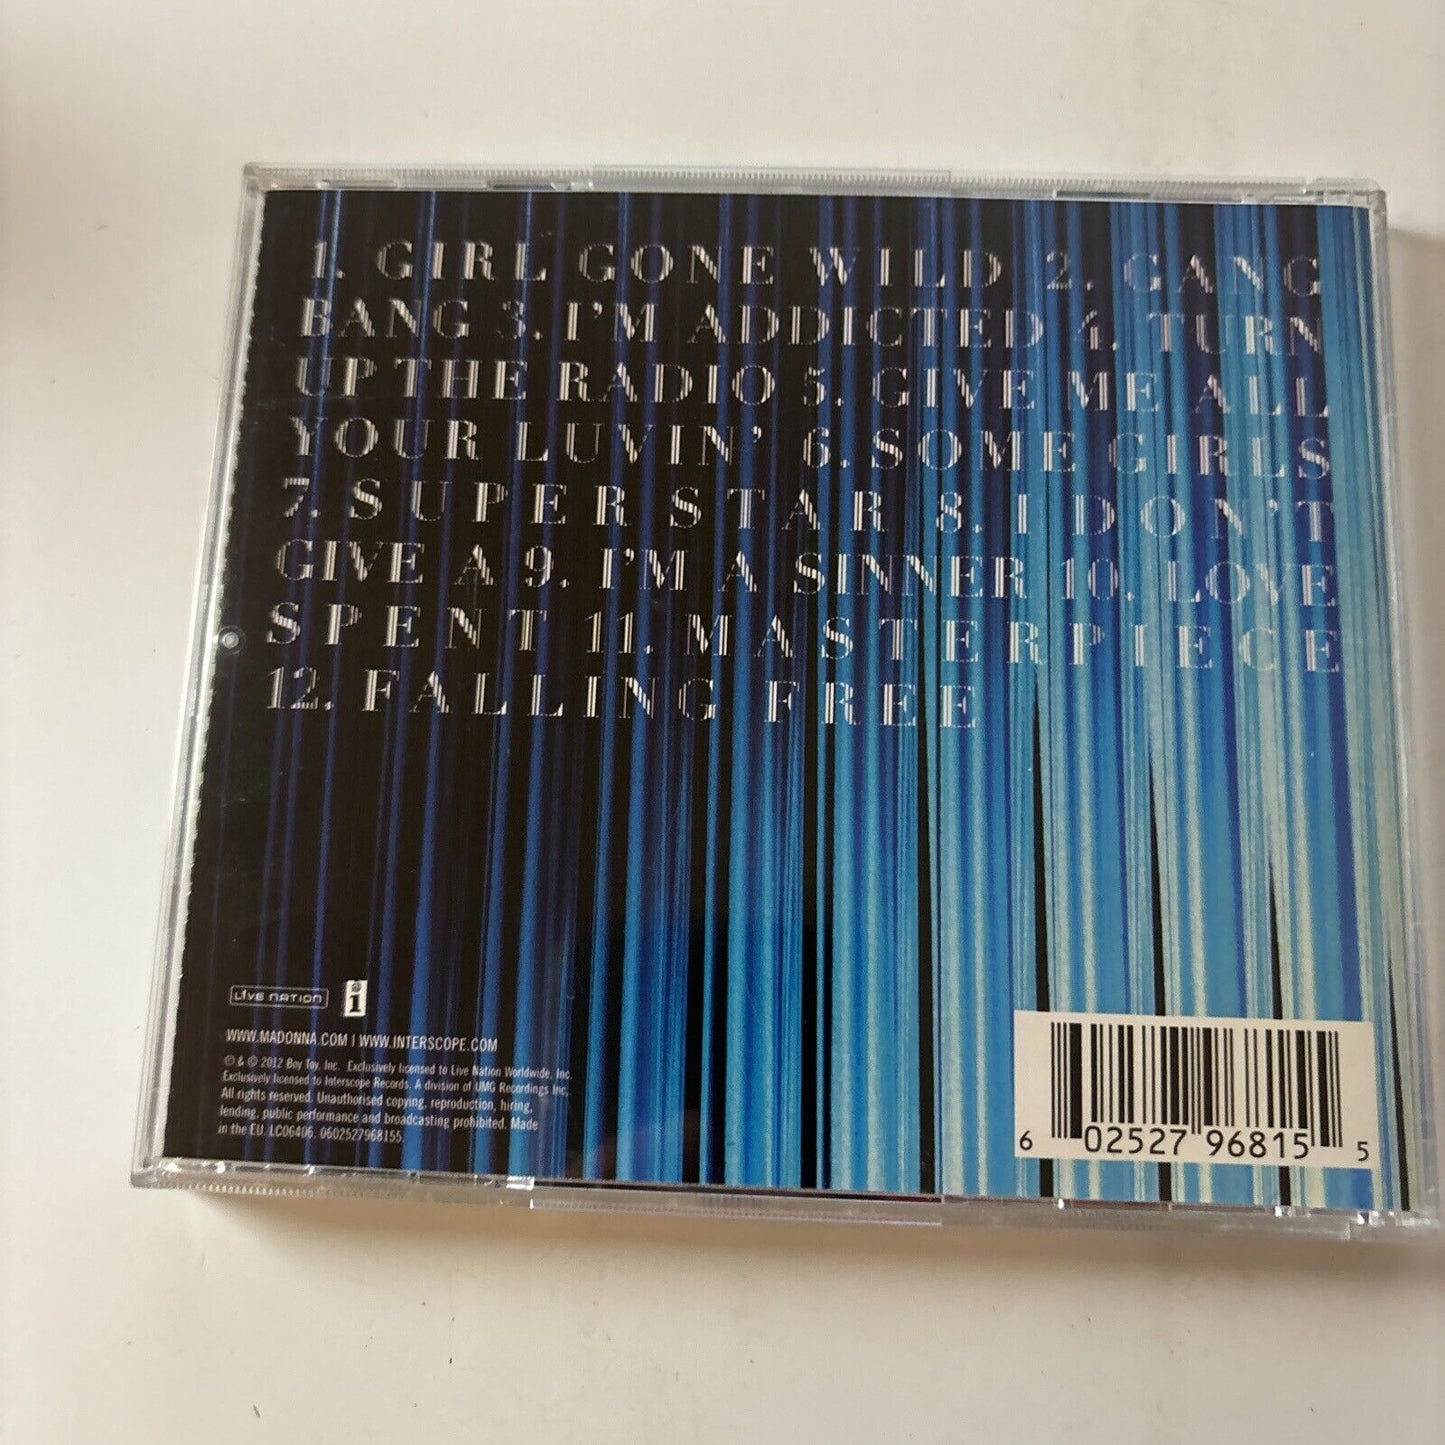 1. GIRL GONE WILD 2. GANG
BANG 3. I'M ADDICTED 4. TURN
UP THE RADIO 5. GIVE ME ALL
YOUR LUVIN' 6. SOME GIRLS
7. SUPERSTAR 8. I DON'T
GIVE A 9. I'M A SINNER 10. LOVE
SPENT 11. MASTERPIECE
12. FALLING FREE
LIVE NATION
i
WWW.MADONNA.COM | WWW.INTERSCOPE.COM
℗ & © 2012 Boy Toy, Inc. Exclusively licensed to Live Nation Worldwide, Inc.
Exclusively licensed to Interscope Records. A division of UMG Recordings Inc.
All rights reserved. Unauthorised copying, reproduction, hiring,
lending, public performance and broadcasting prohibited. Made
in the EU. LC06406. 0602527968155.
6 02527 96815 5